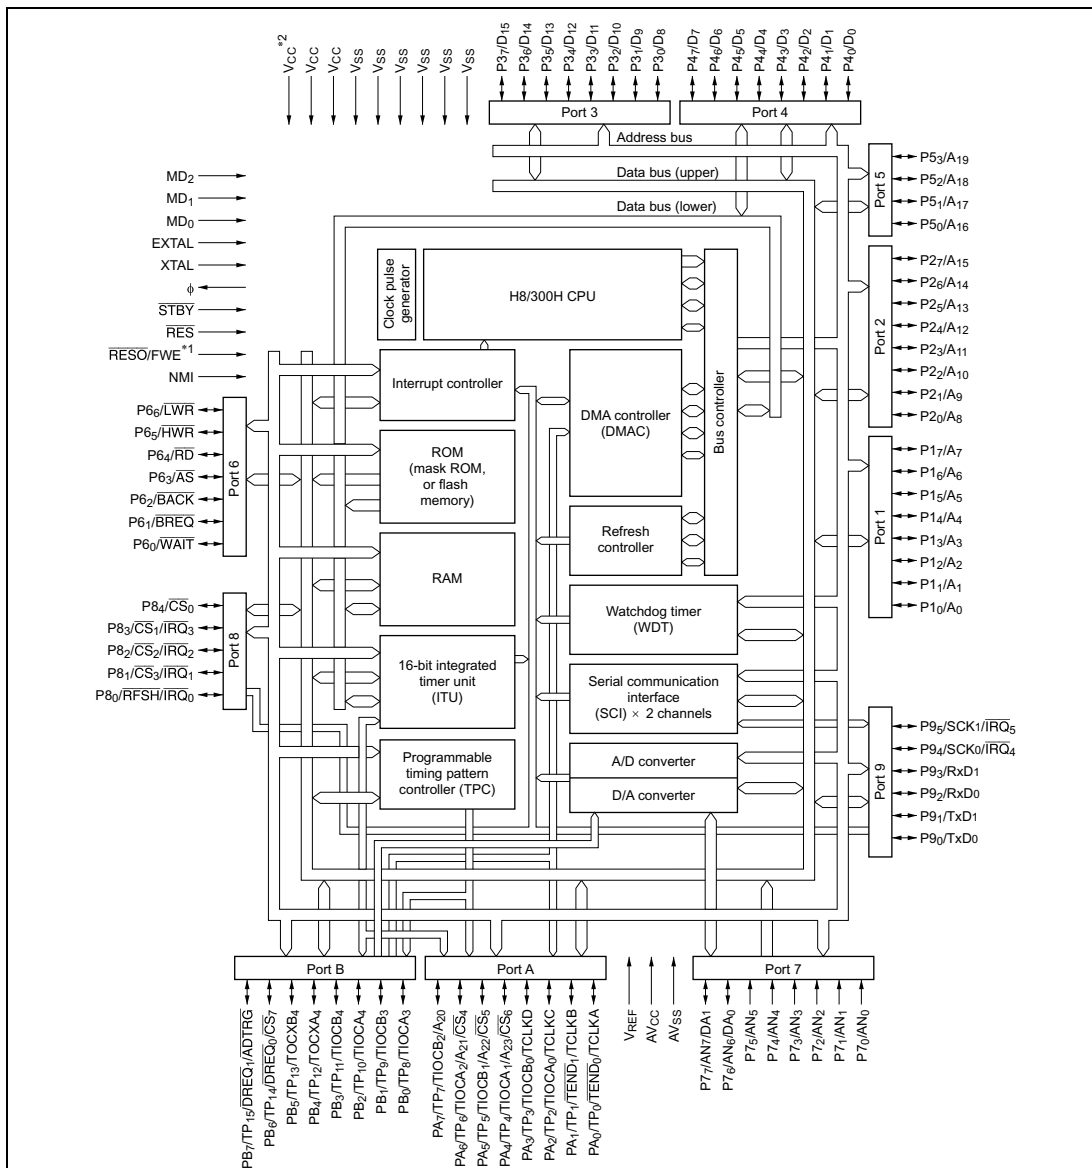 VCC*2
VCC
VCC
VSS
VSS
VSS
VSS
VSS
VSS
P37/D15
P36/D14
P35/D13
P34/D12
P33/D11
P32/D10
P31/D9
P30/D8
P47/D7
P46/D6
P45/D5
P44/D4
P43/D3
P42/D2
P41/D1
P40/D0
Port 3
Port 4
Address bus
Data bus (upper)
Data bus (lower)
MD2
MD1
MD0
EXTAL
XTAL
ϕ
STBY
RES
RESO/FWE*1
NMI
P66/LWR
P65/HWR
P64/RD
P63/AS
P62/BACK
P61/BREQ
P60/WAIT
Port 6
P84/CS0
P83/CS1/IRQ3
P82/CS2/IRQ2
P81/CS3/IRQ1
P80/RFSH/IRQ0
Port 8
Clock pulse
generator
H8/300H CPU
Interrupt controller
ROM
(mask ROM,
or flash
memory)
RAM
16-bit integrated
timer unit
(ITU)
Programmable
timing pattern
controller (TPC)
DMA controller
(DMAC)
Bus controller
Refresh
controller
Watchdog timer
(WDT)
Serial communication
interface
(SCI) × 2 channels
A/D converter
D/A converter
Port 5
P53/A19
P52/A18
P51/A17
P50/A16
Port 2
P27/A15
P26/A14
P25/A13
P24/A12
P23/A11
P22/A10
P21/A9
P20/A8
Port 1
P17/A7
P16/A6
P15/A5
P14/A4
P13/A3
P12/A2
P11/A1
P10/A0
Port 9
P95/SCK1/IRQ5
P94/SCK0/IRQ4
P93/RxD1
P92/RxD0
P91/TxD1
P90/TxD0
Port B
Port A
Port 7
PB7/TP15/DREQ1/ADTRG
PB6/TP14/DREQ0/CS7
PB5/TP13/TOCXB4
PB4/TP12/TOCXA4
PB3/TP11/TIOCB4
PB2/TP10/TIOCA4
PB1/TP9/TIOCB3
PB0/TP8/TIOCA3
PA7/TP7/TIOCB2/A20
PA6/TP6/TIOCA2/A21/CS4
PA5/TP5/TIOCB1/A22/CS5
PA4/TP4/TIOCA1/A23/CS6
PA3/TP3/TIOCB0/TCLKD
PA2/TP2/TIOCA0/TCLKC
PA1/TP1/TEND1/TCLKB
PA0/TP0/TEND0/TCLKA
VREF
AVCC
AVSS
P77/AN7/DA1
P76/AN6/DA0
P75/AN5
P74/AN4
P73/AN3
P72/AN2
P71/AN1
P70/AN0